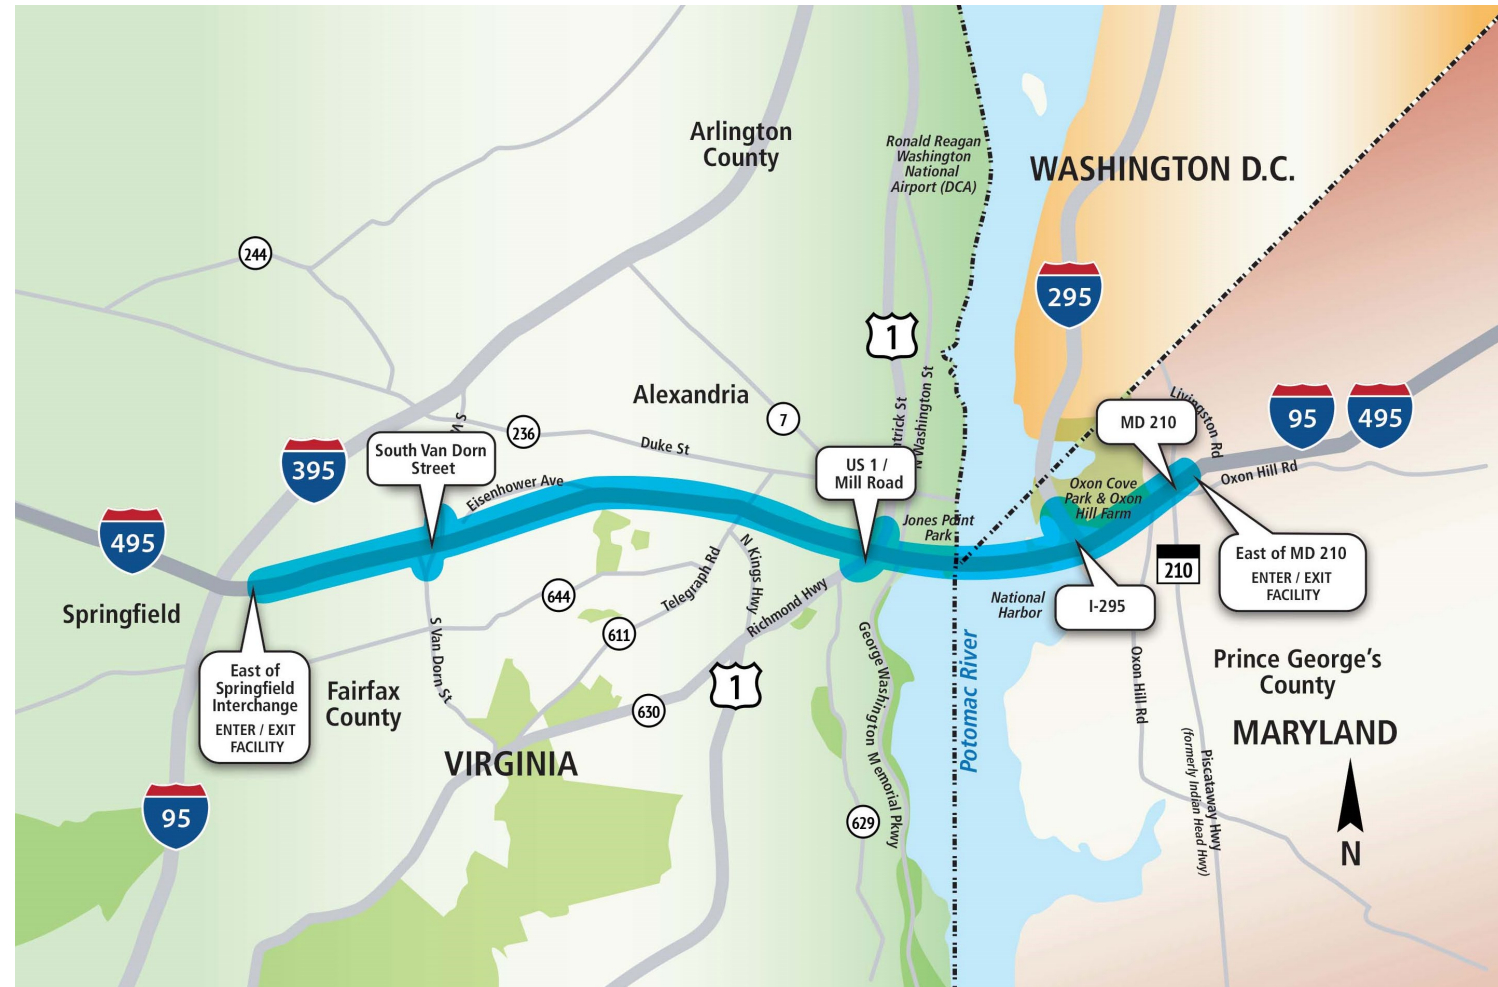 Arlington
County
Ronald Reagan
Washington
National
Airport (DCA)
WASHINGTON D.C.
244
295
1
Alexandria
7
236
Duke St
S
N Washington St
Livingston Rd
MD 210
95
495
395
South Van Dorn
Street
Eisenhower Ave
US 1 /
Mill Road
Oxon Hill Rd
Oxon Cove
Park & Oxon
Hill Farm
Jones Point
Park
495
Springfield
644
Telegraph Rd
N Kings Hwy
Richmond Hwy
611
National
Harbor
I-295
210
East of MD 210
ENTER / EXIT
FACILITY
East of
Springfield
Interchange
ENTER / EXIT
FACILITY
Fairfax
County
S Van Dorn St
1
630
George Washington Memorial Pkwy
Potomac River
Oxon Hill Rd
Prince George's
County
MARYLAND
VIRGINIA
Piscataway Hwy
(formerly Indian Head Hwy)
95
629
N